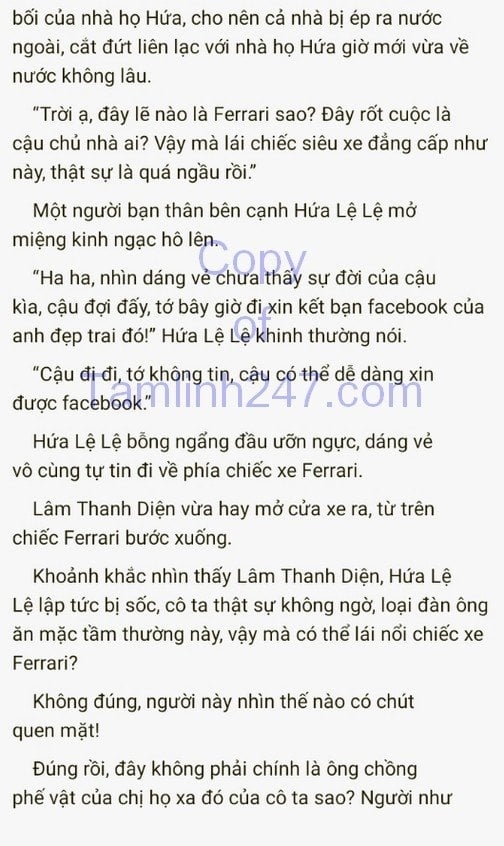 bối của nhà họ Hứa, cho nên cả nhà bị ép ra nước
ngoài, cắt đứt liên lạc với nhà họ Hứa giờ mới vừa về
nước không lâu.
“Trời ạ, đây lẽ nào là Ferrari sao? Đây rốt cuộc là
cậu chủ nhà ai? Vậy mà lái chiếc siêu xe đẳng cấp như
này, thật sự là quá ngầu rồi.”
Một người bạn thân bên cạnh Hứa Lệ Lệ mở
miệng kinh ngạc hô lên.
“Ha ha, nhìn dáng vẻ chưa thấy sự đời của cậu
kìa, cậu đợi đấy, tớ bây giờ đi xin kết bạn facebook của
anh đẹp trai đó!” Hứa Lệ Lệ khinh thường nói.
“Cậu đi đi, tớ không tin, cậu có thể dễ dàng xin
được facebook.”
Hứa Lệ Lệ bỗng ngẩng đầu ưỡn ngực, dáng vẻ
vô cùng tự tin đi về phía chiếc xe Ferrari.
Lâm Thanh Diện vừa hay mở cửa xe ra, từ trên
chiếc Ferrari bước xuống.
Khoảnh khắc nhìn thấy Lâm Thanh Diện, Hứa Lệ
Lệ lập tức bị sốc, cô ta thật sự không ngờ, loại đàn ông
ăn mặc tầm thường này, vậy mà có thể lái nổi chiếc xe
Ferrari?
Không đúng, người này nhìn thế nào có chút
quen mặt!
Đúng rồi, đây không phải chính là ông chồng
phế vật của chị họ xa đó của cô ta sao? Người như
Copy
of
Tamlinh247.com